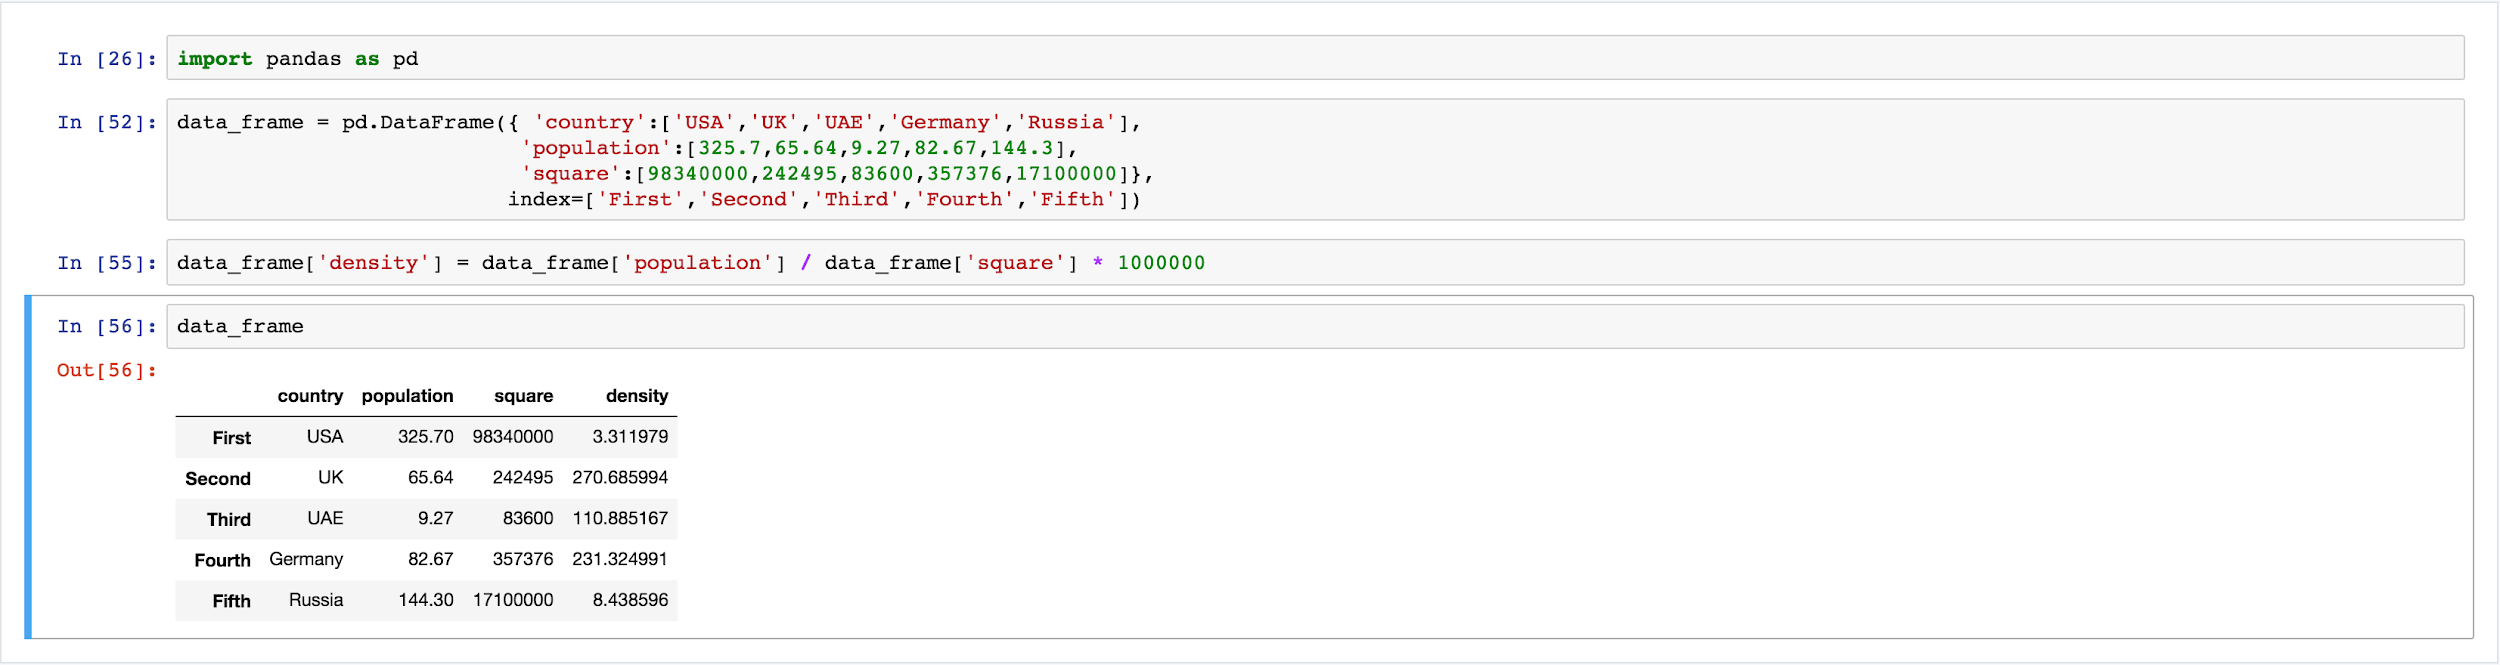 In [26]: import pandas as pd
In [52]: data_frame = pd.DataFrame({ 'country':['USA','UK','UAE','Germany','Russia'],
'population':[325.7,65.64,9.27,82.67,144.3],
'square':[98340000,242495,83600,357376,17100000]},
index=['First','Second','Third','Fourth','Fifth'])
In [55]: data_frame['density'] = data_frame['population'] / data_frame['square'] * 1000000
In [56]: data_frame
Out[56]:
country population square density
First USA 325.70 98340000 3.311979
Second UK 65.64 242495 270.685994
Third UAE 9.27 83600 110.885167
Fourth Germany 82.67 357376 231.324991
Fifth Russia 144.30 17100000 8.438596